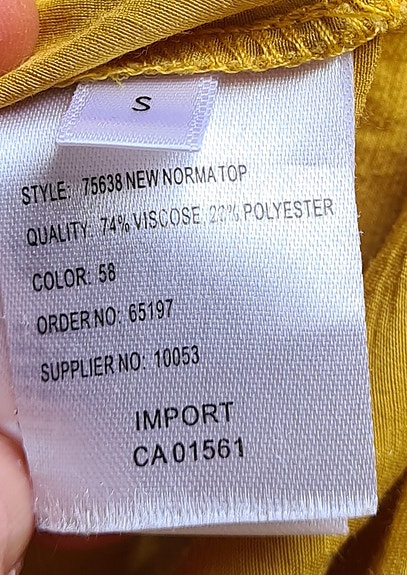 S
STYLE: 75638 NEW NORMA TOP
QUALITY: 74% VISCOSE, POLYESTER
COLOR: 58
ORDER NO: 65197
SUPPLIER NO: 10053
IMPORT
CA 01561